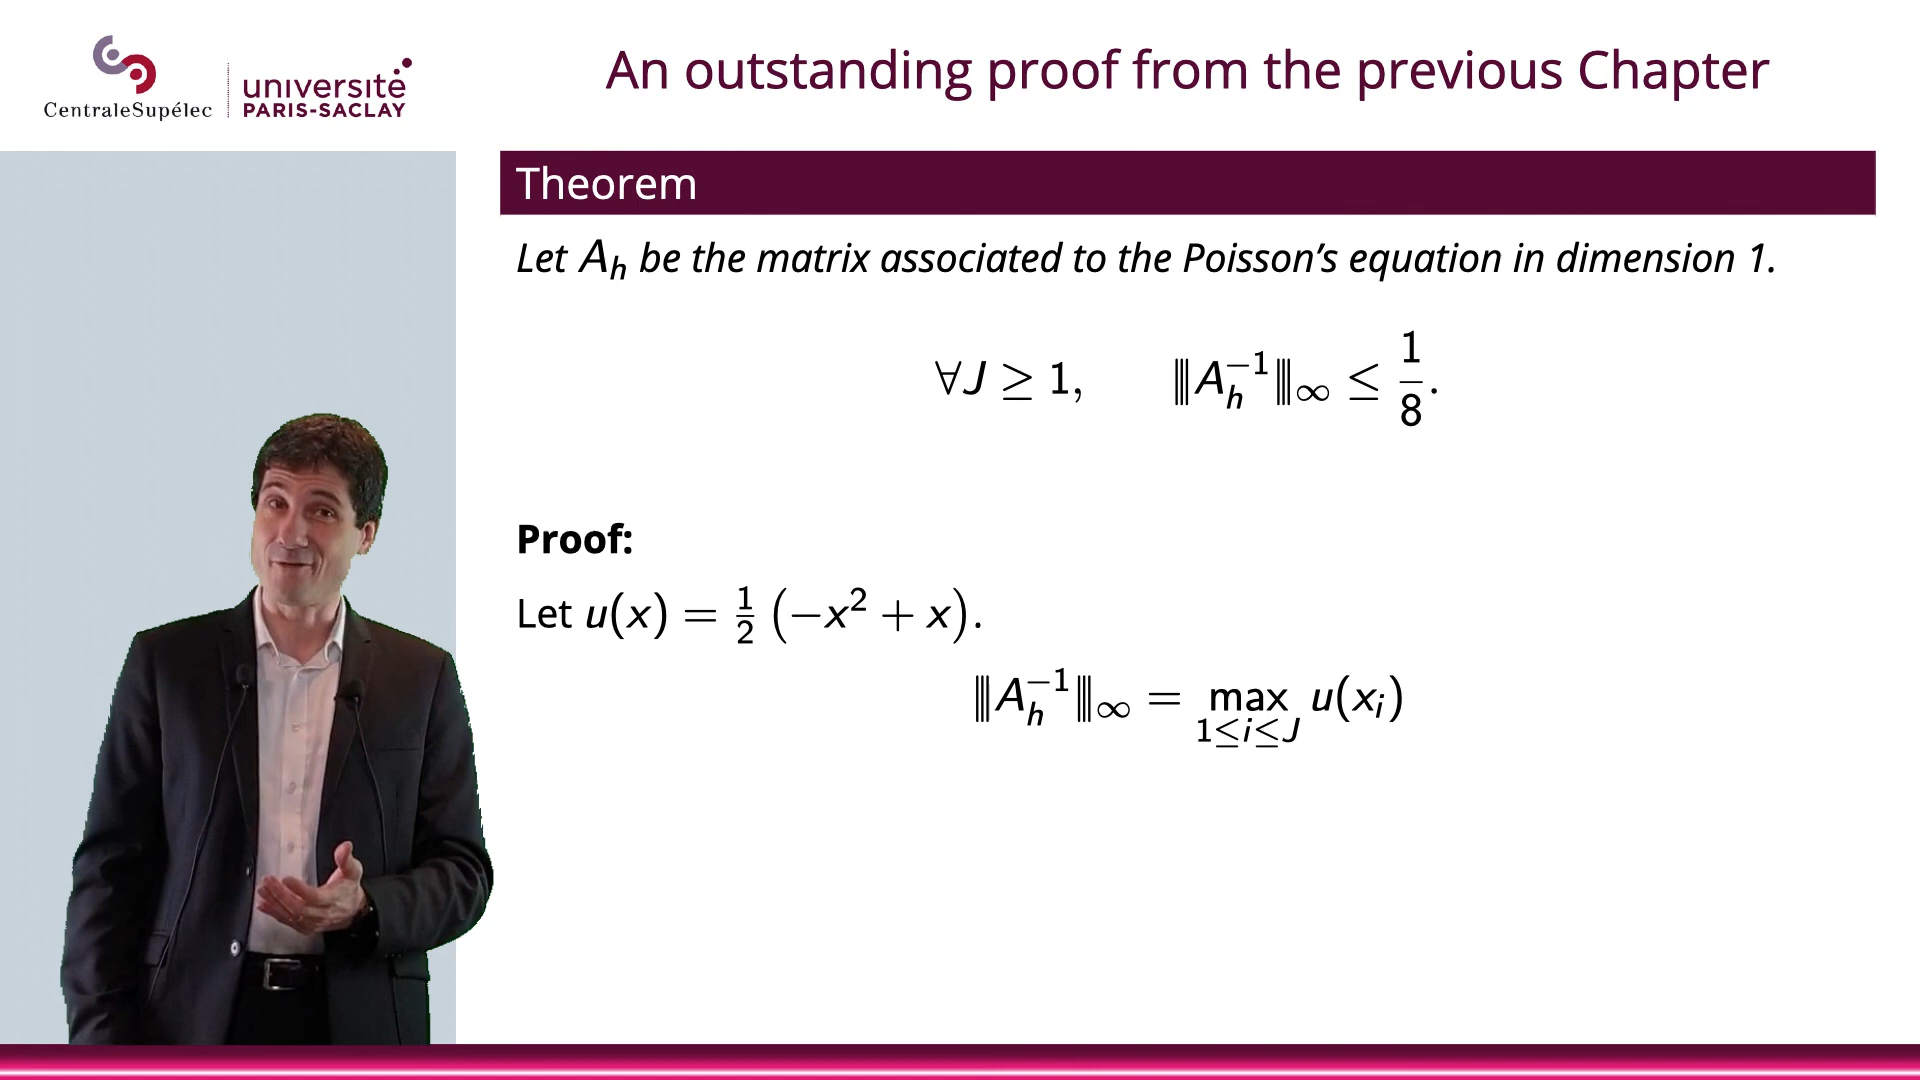 CentraleSupélec
université
PARIS-SACLAY
An outstanding proof from the previous Chapter
Theorem
Let A_h be the matrix associated to the Poisson's equation in dimension 1.
∀J ≥ 1, |||A_h^{-1}|||_∞ ≤ 1/8.
Proof:
Let u(x) = 1/2 (−x² + x).
|||A_h^{-1}|||_∞ = max_{1≤i≤J} u(x_i)